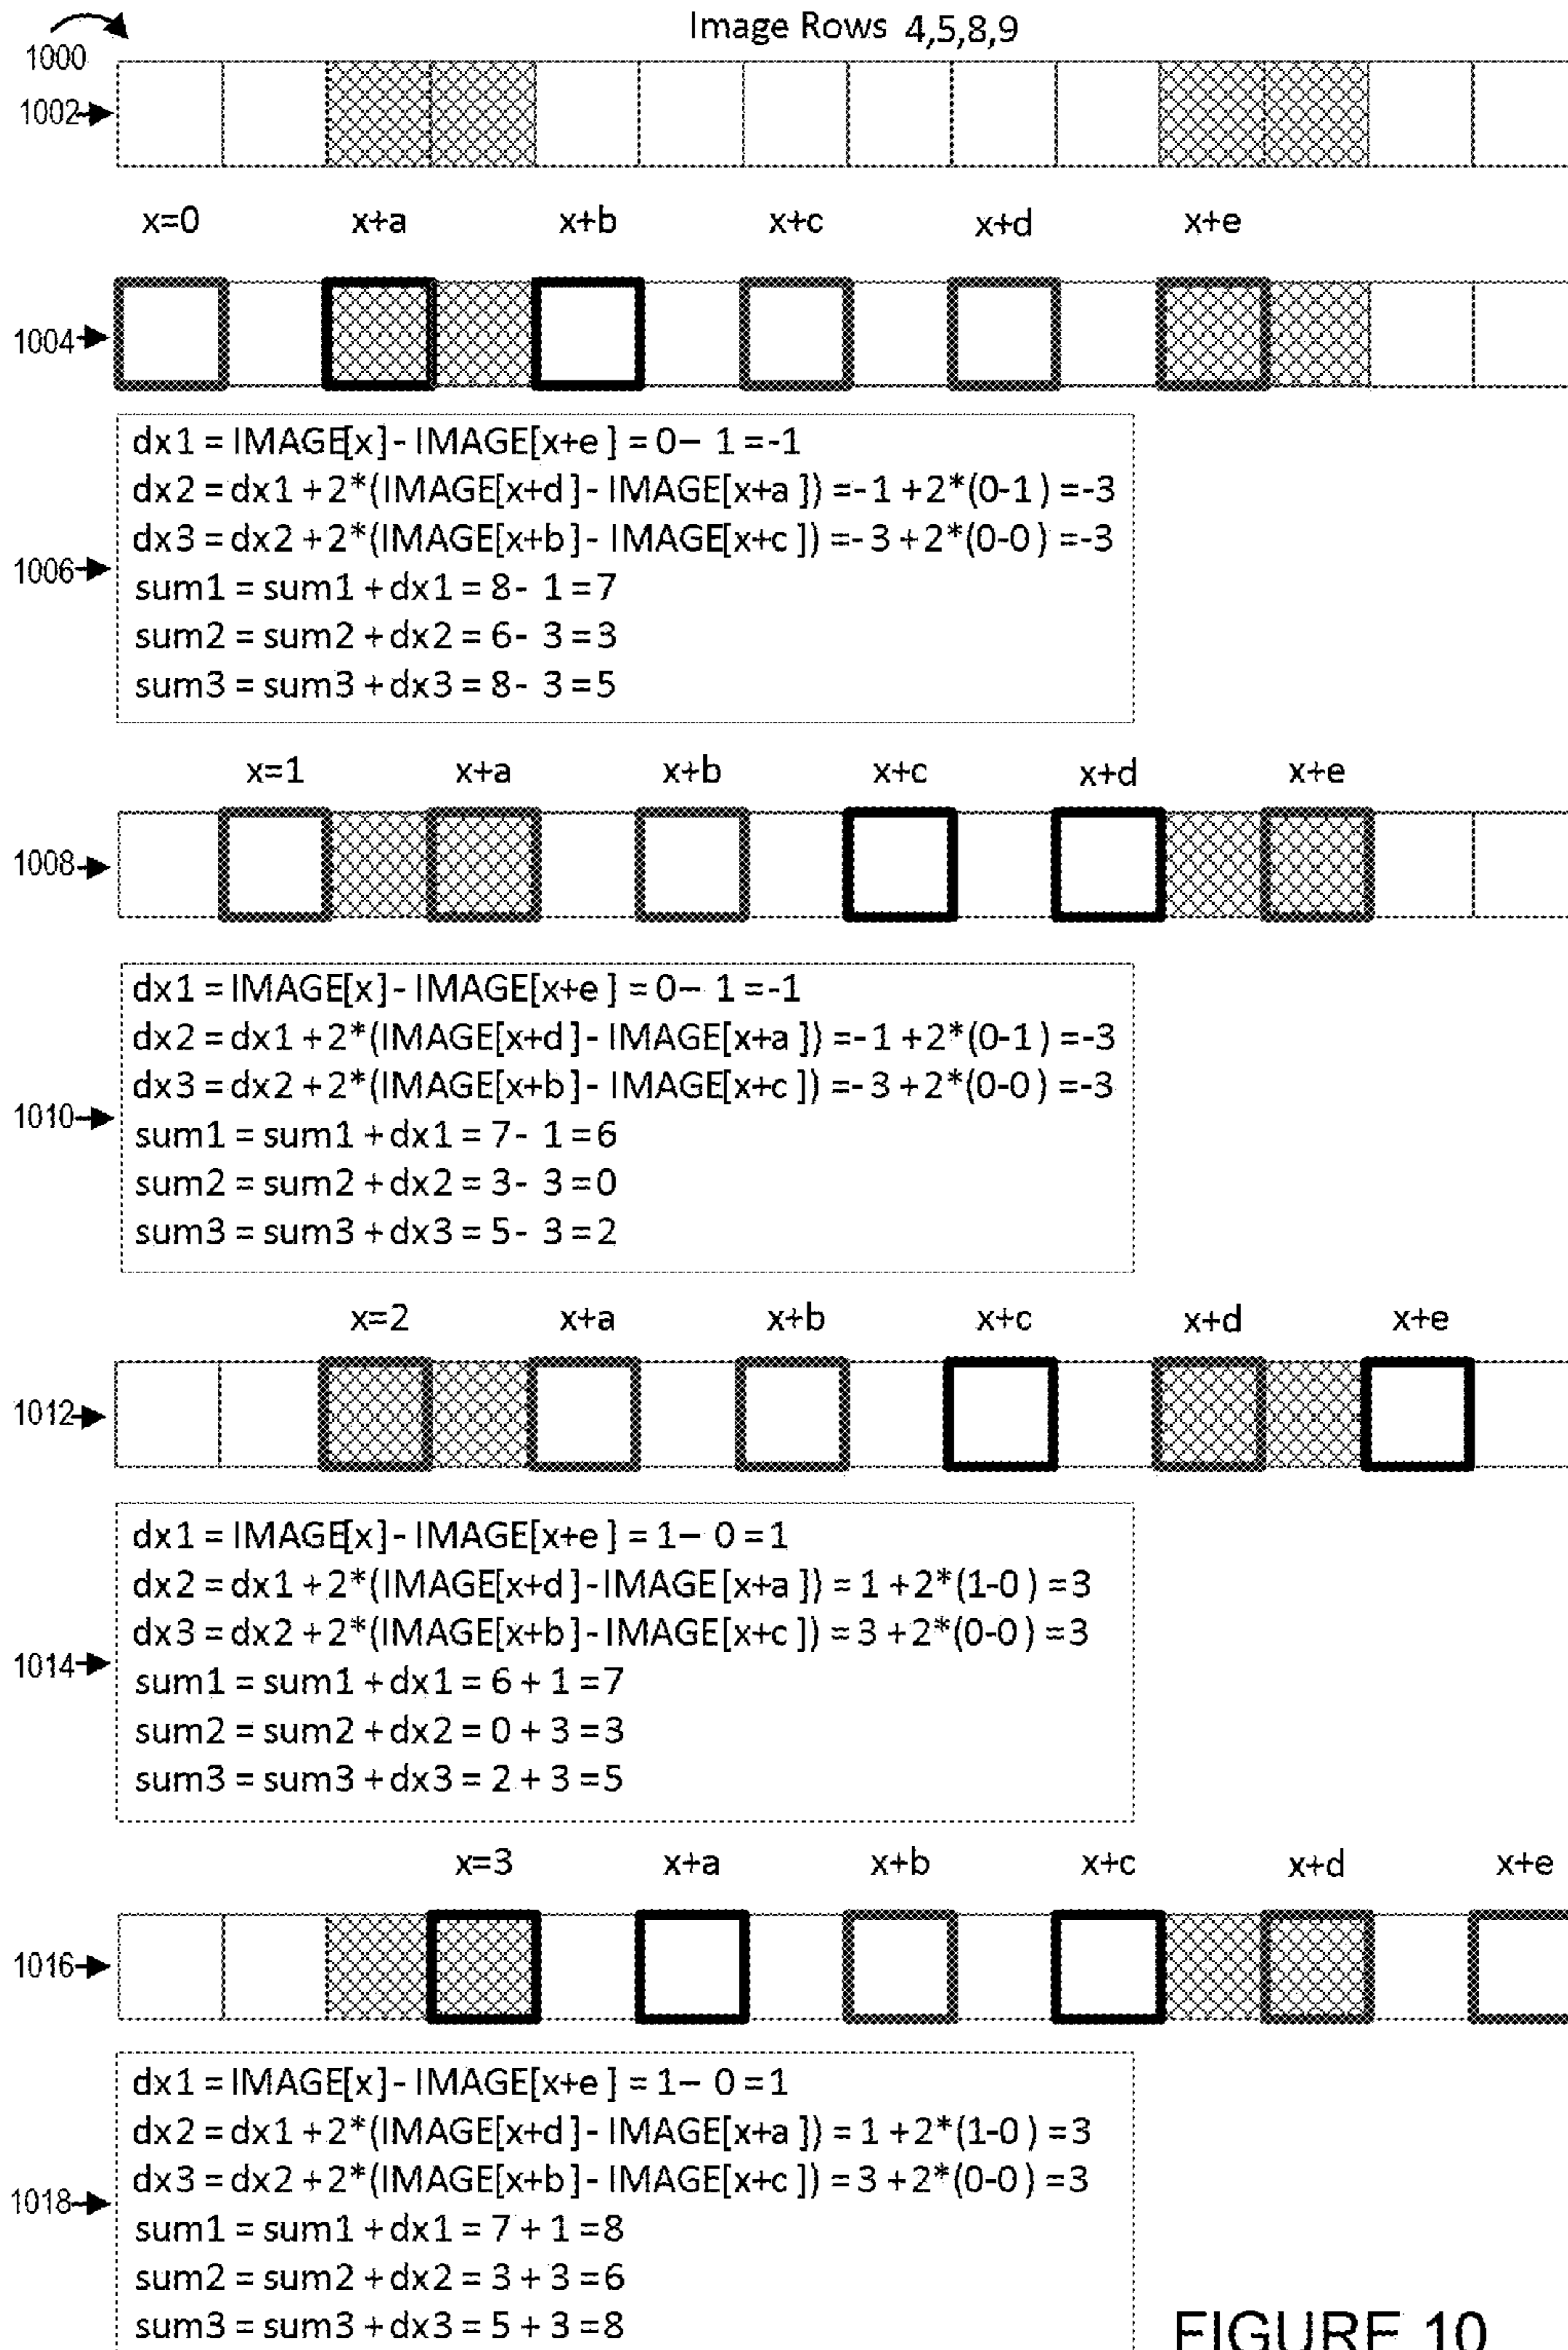 Image Rows 4,5,8,9
1000
1002
x=0 x+a x+b x+c x+d x+e
1004
dx1 = IMAGE[x] - IMAGE[x+e ] = 0– 1 =-1
dx2 = dx1 +2*(IMAGE[x+d ] - IMAGE[x+a ]) =-1 +2*(0-1) =-3
dx3 = dx2 +2*(IMAGE[x+b] - IMAGE[x+c ]) =-3 +2*(0-0) =-3
1006
sum1 = sum1 +dx1 = 8- 1 =7
sum2 = sum2 +dx2 = 6- 3 =3
sum3 = sum3 +dx3 = 8- 3 =5
x=1 x+a x+b x+c x+d x+e
1008
dx1 = IMAGE[x] - IMAGE[x+e ] = 0– 1 =-1
dx2 = dx1 +2*(IMAGE[x+d ] - IMAGE[x+a ]) =-1 +2*(0-1) =-3
dx3 = dx2 +2*(IMAGE[x+b] - IMAGE[x+c ]) =-3 +2*(0-0) =-3
1010
sum1 = sum1 +dx1 = 7- 1 =6
sum2 = sum2 +dx2 = 3- 3 =0
sum3 = sum3 +dx3 = 5- 3 =2
x=2 x+a x+b x+c x+d x+e
1012
dx1 = IMAGE[x] - IMAGE[x+e ] = 1– 0 =1
dx2 = dx1 +2*(IMAGE[x+d ] -IMAGE[x+a ]) = 1 +2*(1-0 ) =3
dx3 = dx2 +2*(IMAGE[x+b] -IMAGE[x+c ]) = 3 +2*(0-0) =3
1014
sum1 = sum1 +dx1 = 6 + 1 =7
sum2 = sum2 +dx2 = 0 + 3 =3
sum3 = sum3 +dx3 = 2 + 3 =5
x=3 x+a x+b x+c x+d x+e
1016
dx1 = IMAGE[x] - IMAGE[x+e ] = 1– 0 =1
dx2 = dx1 +2*(IMAGE[x+d ] - IMAGE[x+a ]) = 1 +2*(1-0 ) =3
dx3 = dx2 +2*(IMAGE[x+b] - IMAGE[x+c ]) = 3 +2*(0-0) =3
1018
sum1 = sum1 +dx1 = 7 + 1 =8
sum2 = sum2 +dx2 = 3 + 3 =6
sum3 = sum3 +dx3 = 5 + 3 =8
FIGURE 10